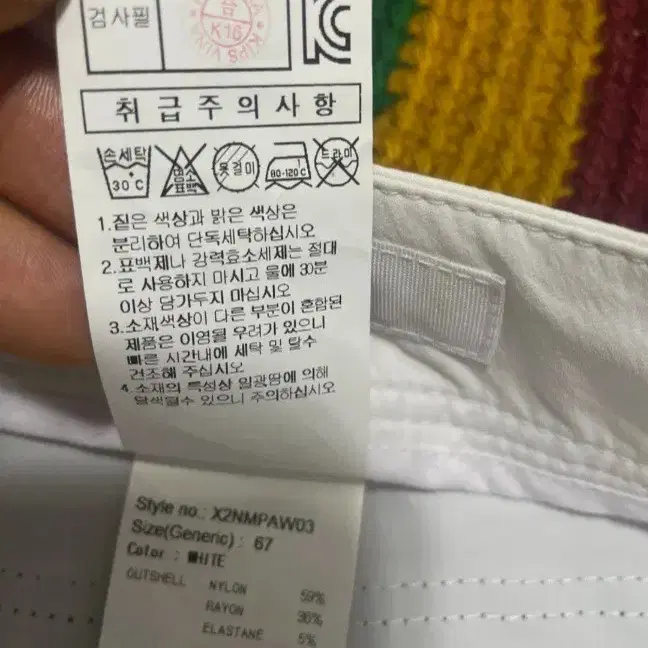 검사필
합
K16
KIPS
취급주의사항
손세탁
30℃
염소
표백
옷걸이
80-120℃
드라이
1.짙은 색상과 밝은 색상은
분리하여 단독세탁하십시오
2.표백제나 강력효소세제는 절대
로 사용하지 마시고 물에 30분
이상 담가두지 마십시오
3.소재색상이 다른 부분이 혼합된
제품은 이염될 우려가 있으니
빠른 시간내에 세탁 및 탈수
건조해 주십시오
4.소재의 특성상 일광땀에 의해
탈색될수 있으니 주의하십시오
Style no.: X2NMPAW03
Size(Generic) : 67
Color : WHITE
OUTSHELL NYLON 59%
RAYON 36%
ELASTANE 5%